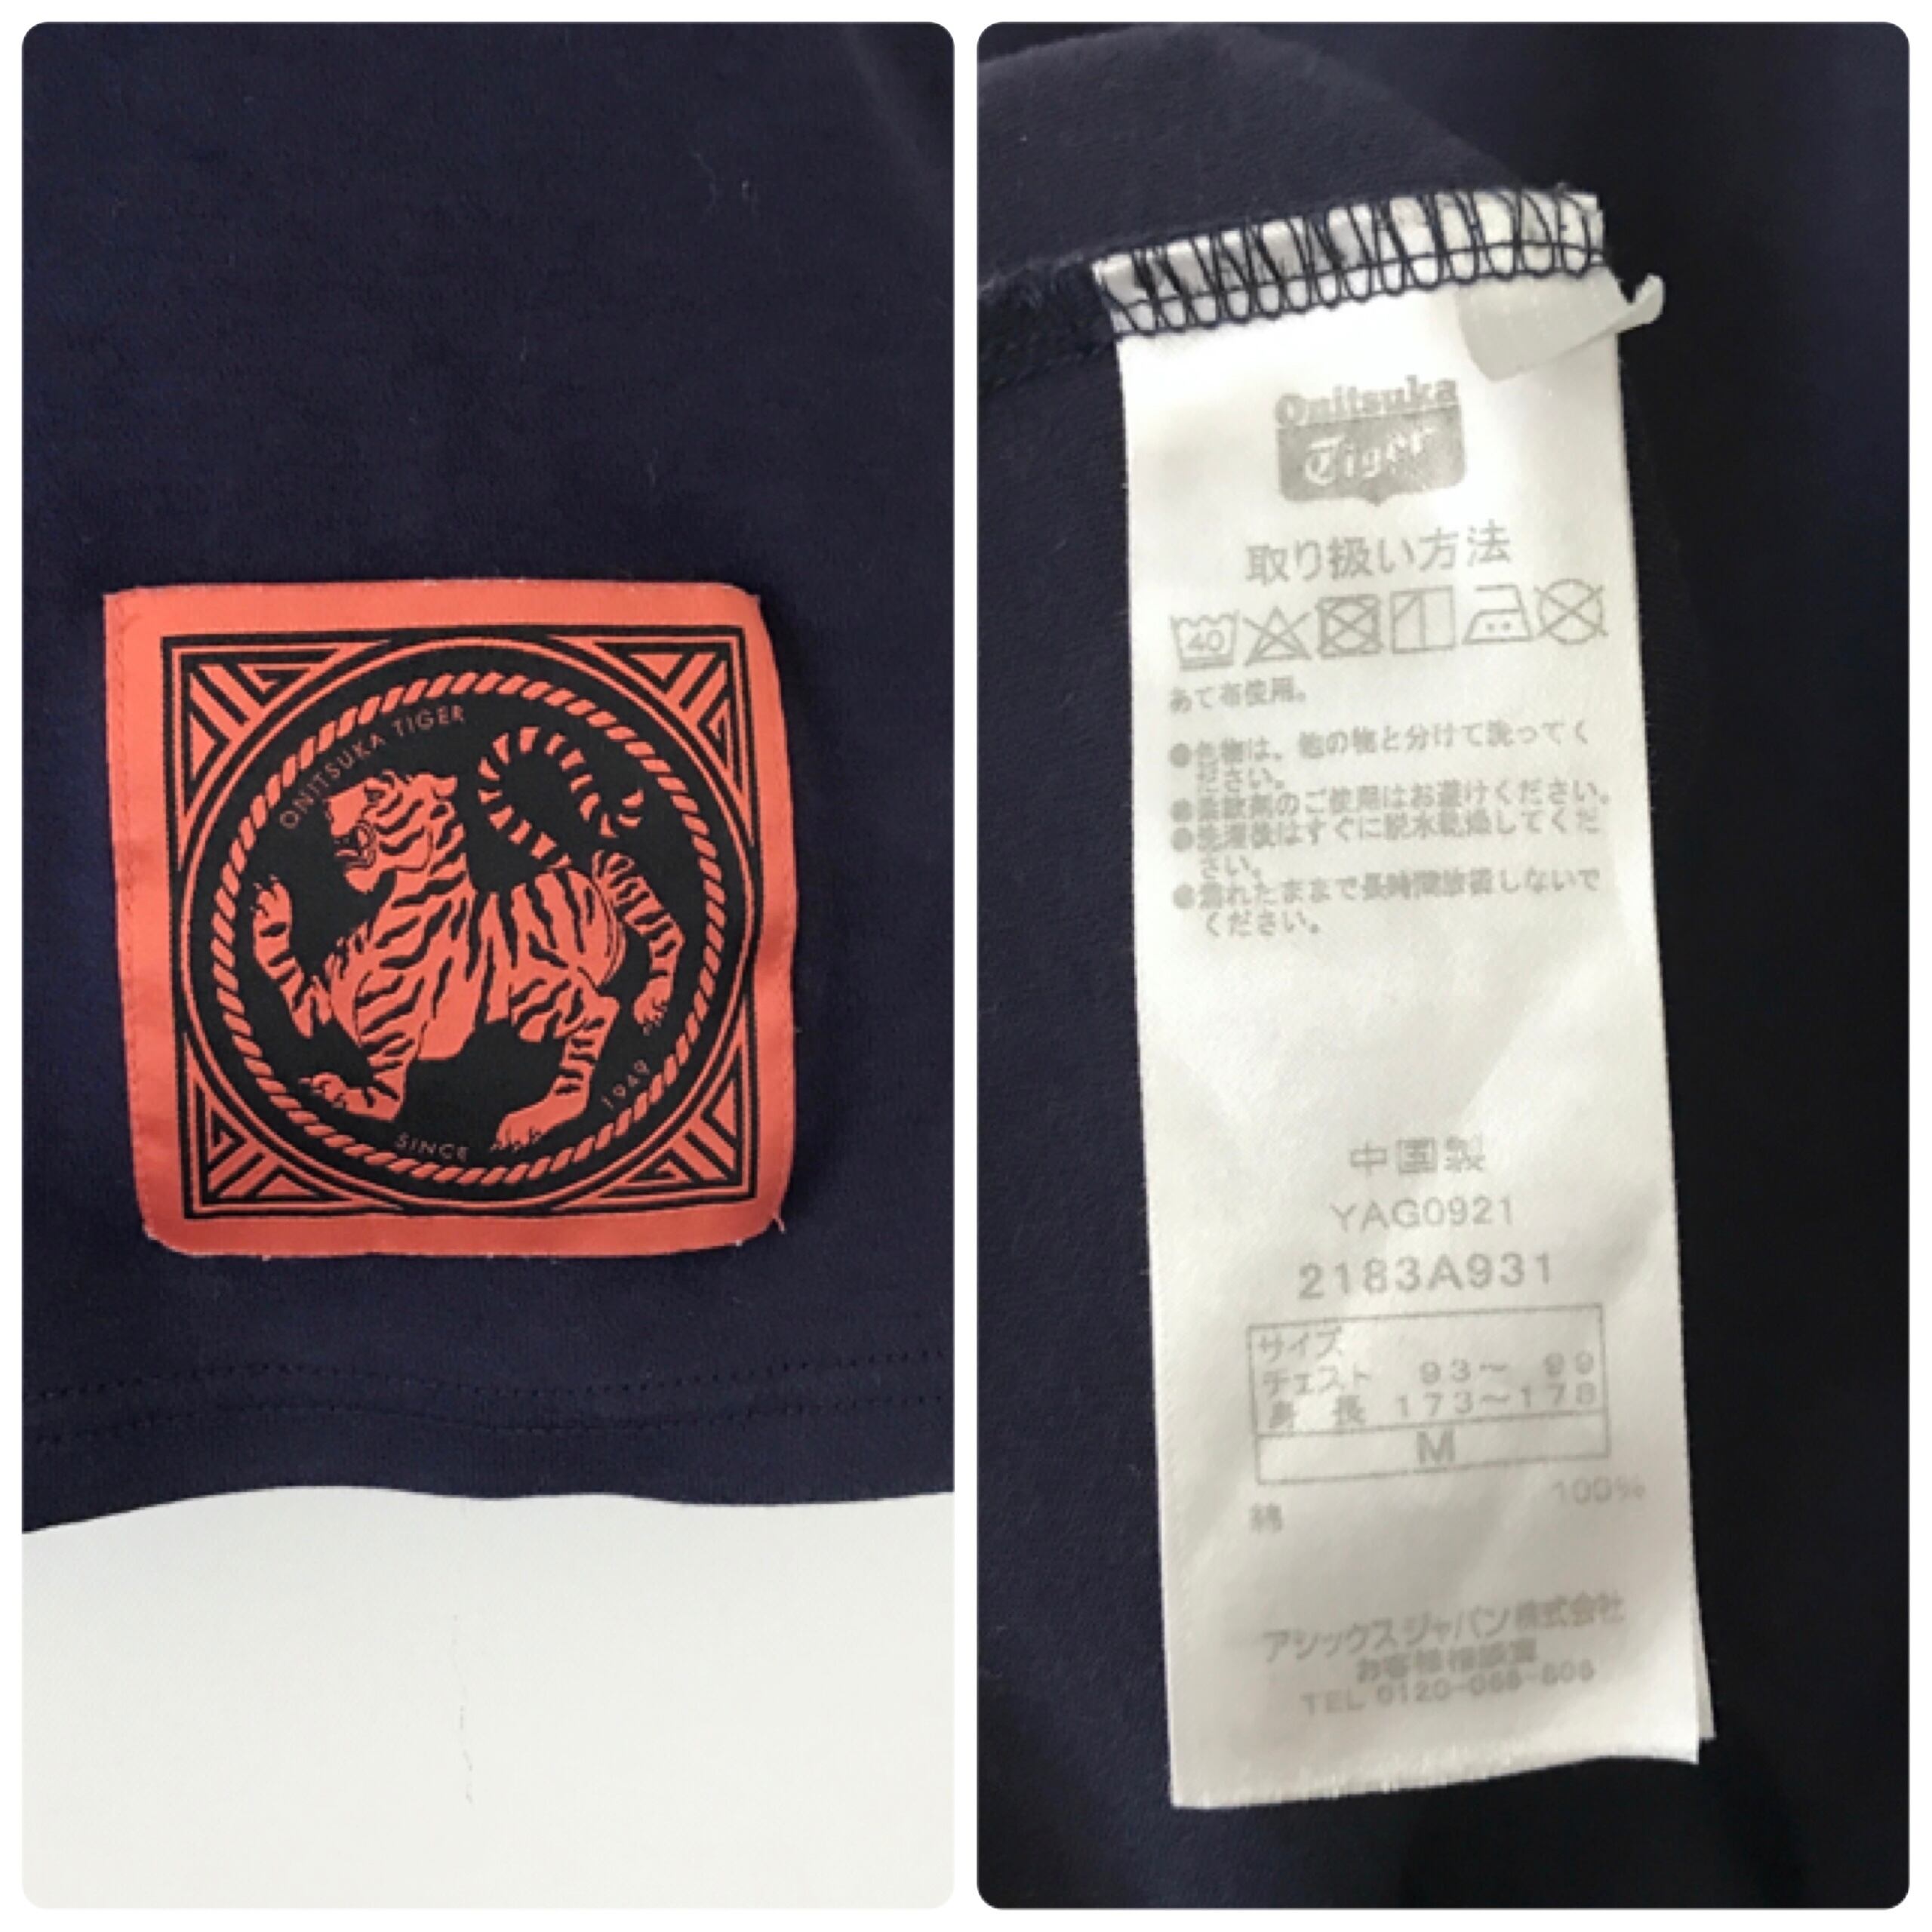 ONITSUKA TIGER
SINCE 1949
Onitsuka
Tiger
取り扱い方法
40
あて布使用。
●色物は、他の物と分けて洗ってく
ださい。
●柔軟剤のご使用はお避けください。
●洗濯後はすぐに脱水乾燥してくだ
さい。
●濡れたままで長時間放置しないで
ください。
中国製
YAG0921
2183A931
サイズ
チェスト 93〜 99
身 長 173〜178
M
綿 100%
アシックスジャパン株式会社
お客様相談室
TEL 0120-068-806